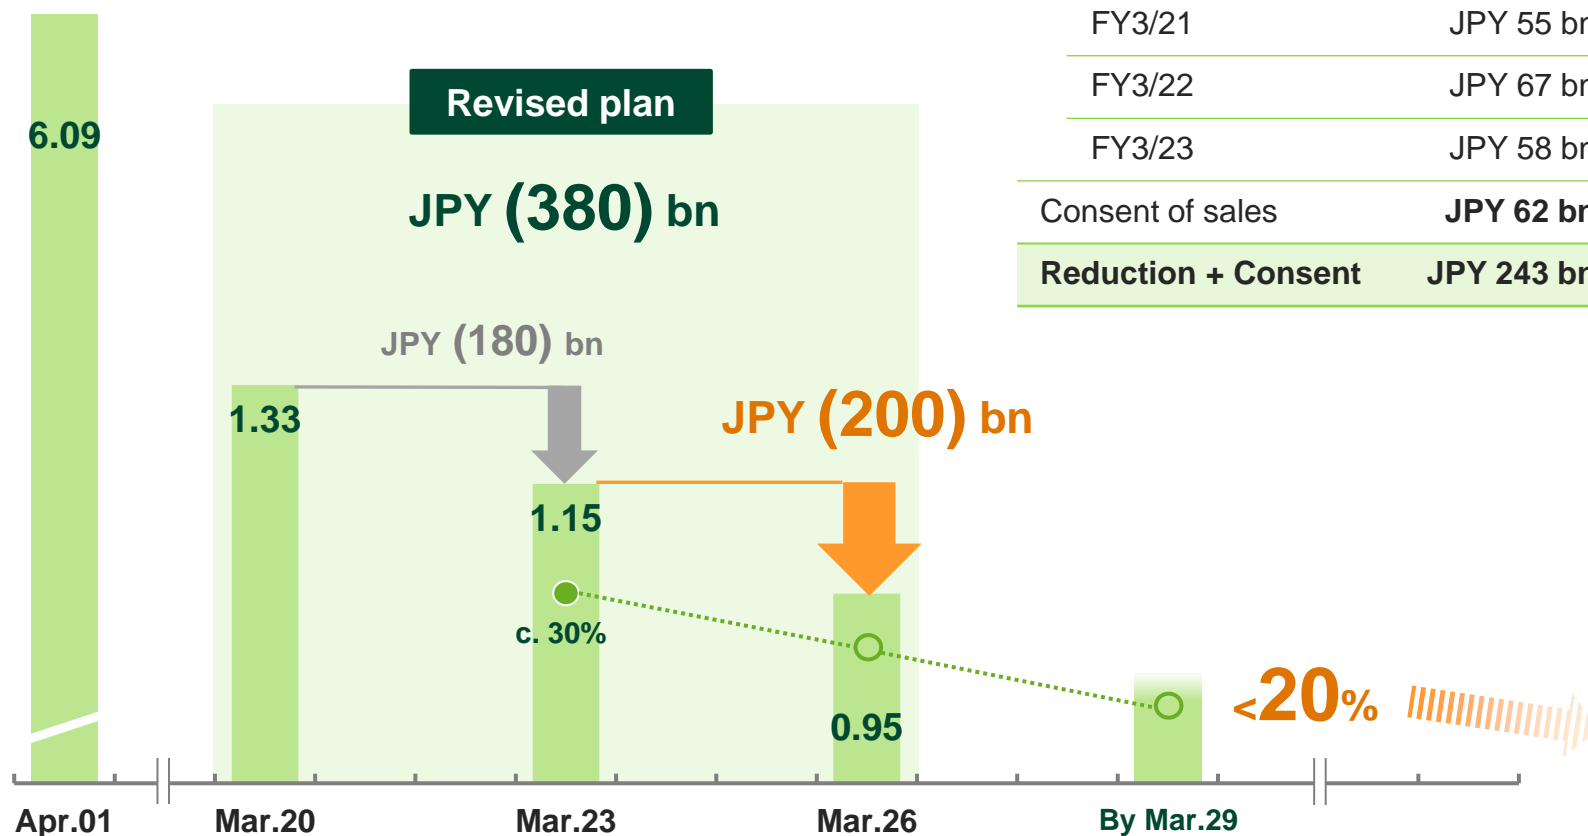 FY3/21 JPY 55 bn
FY3/22 JPY 67 bn
FY3/23 JPY 58 bn
Consent of sales JPY 62 bn
Reduction + Consent JPY 243 bn
6.09
Revised plan
JPY (380) bn
JPY (180) bn
1.33
JPY (200) bn
1.15
c. 30%
0.95
<20%
Apr.01 Mar.20 Mar.23 Mar.26 By Mar.29